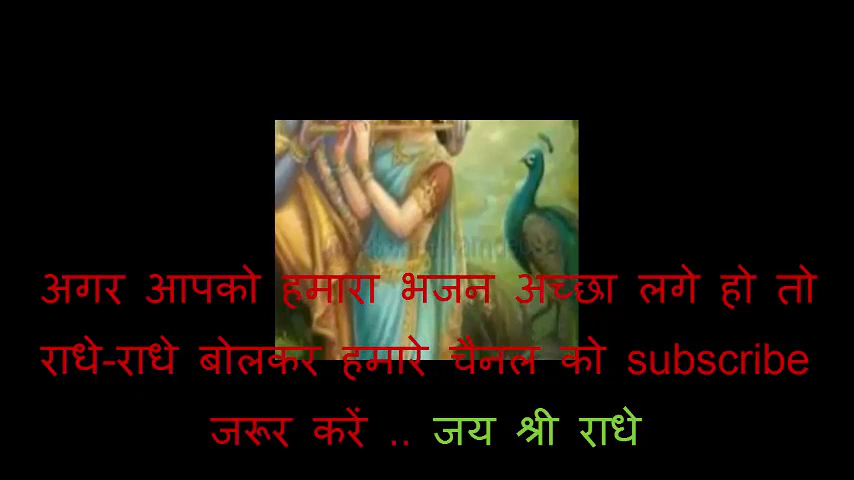 अगर आपको हमारा भजन अच्छा लगे हो तो
राधे-राधे बोलकर हमारे चैनल को subscribe
जरूर करें .. जय श्री राधे